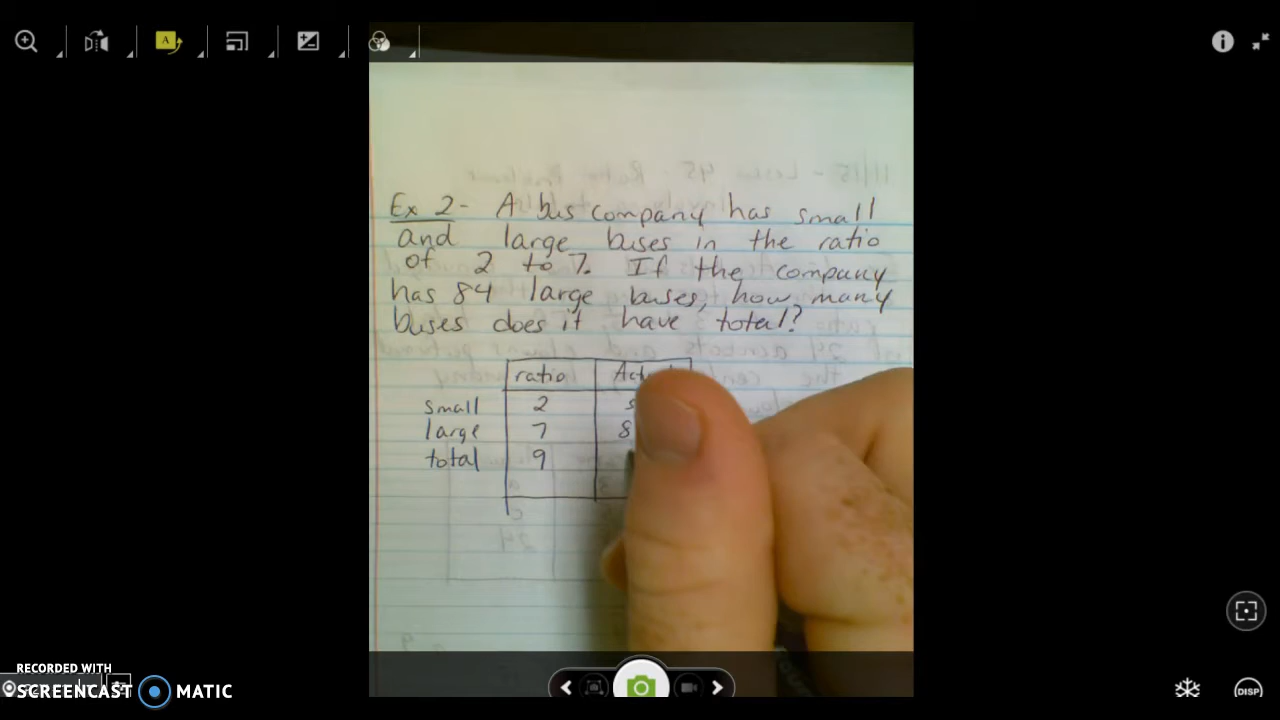 Ex 2- A bus company has small
and large buses in the ratio
of 2 to 7. If the company
has 84 large buses, how many
buses does it have total?
ratio
small 2 s
large 7 8
total 9
RECORDED WITH
SCREENCAST MATIC
DISP